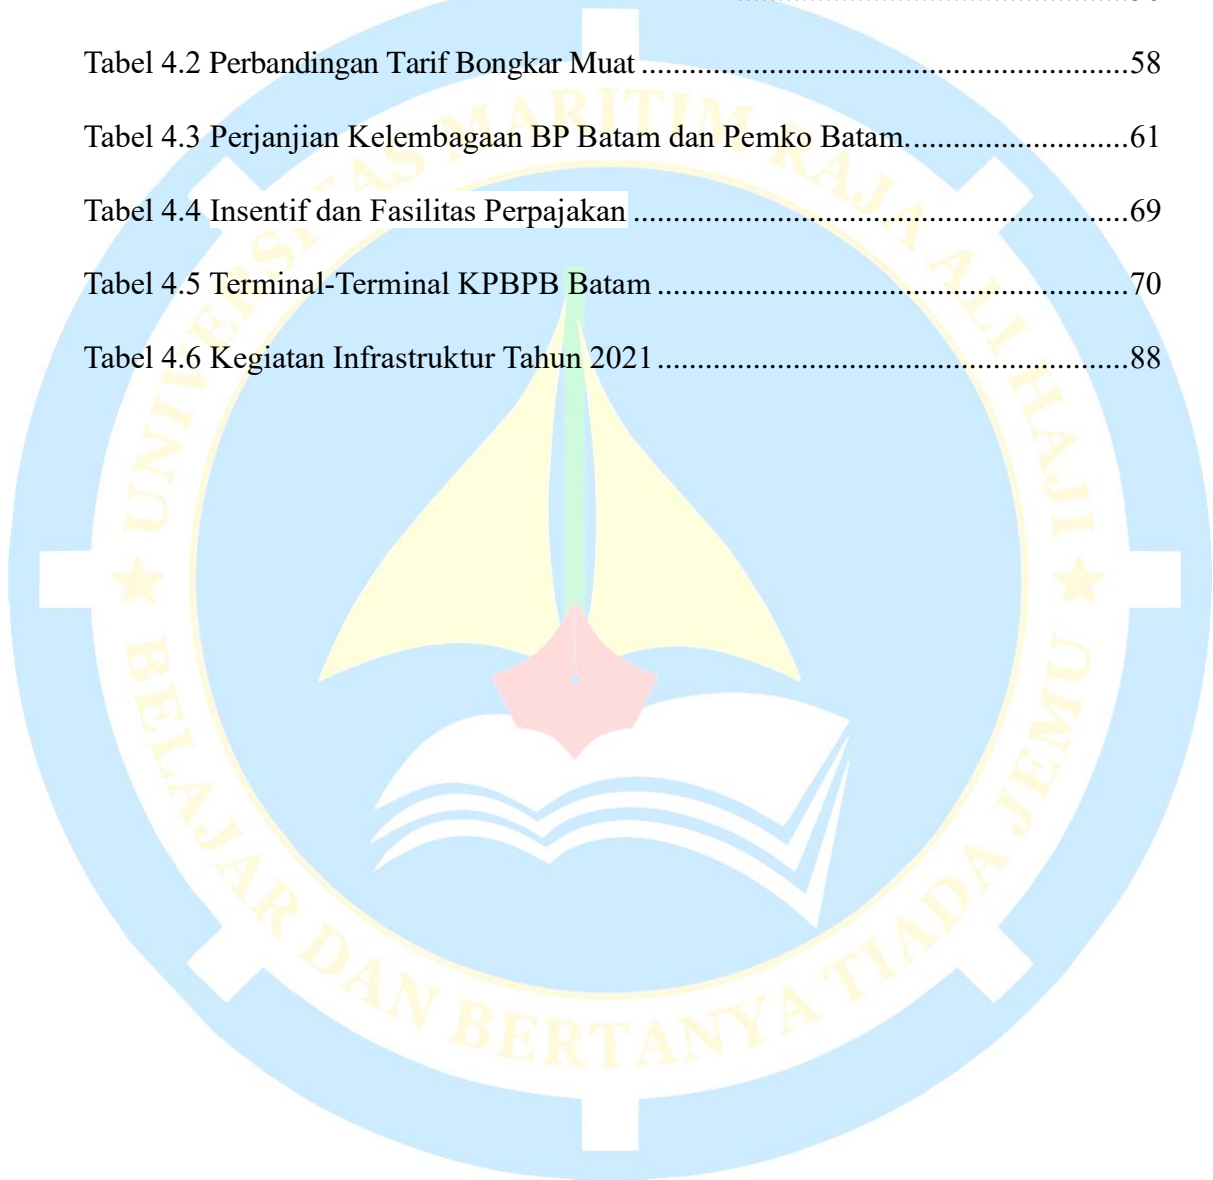 Tabel 4.2 Perbandingan Tarif Bongkar Muat ..............................................................58
Tabel 4.3 Perjanjian Kelembagaan BP Batam dan Pemko Batam............................61
Tabel 4.4 Insentif dan Fasilitas Perpajakan ...............................................................69
Tabel 4.5 Terminal-Terminal KPBPB Batam ............................................................70
Tabel 4.6 Kegiatan Infrastruktur Tahun 2021 ............................................................88
UNIVERSITAS MARITIM RAJA ALI HAJI
BELAJAR DAN BERTANYA TIADA JEMU